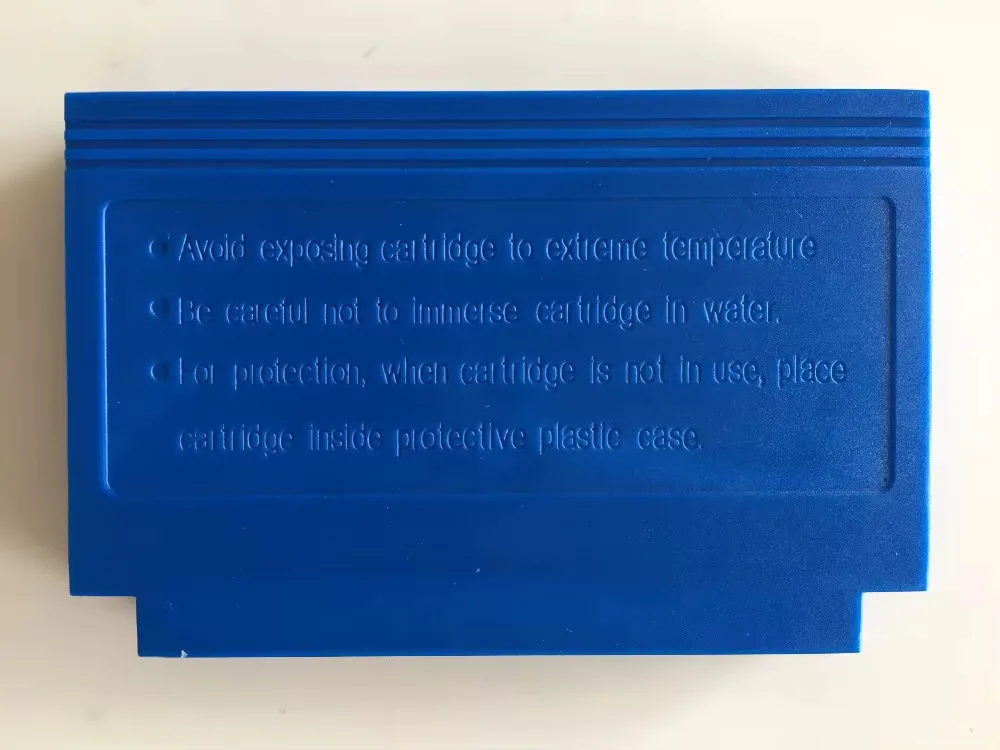 ● Avoid exposing cartridge to extreme temperature
● Be careful not to immerse cartridge in water.
● For protection, when cartridge is not in use, place
cartridge inside protective plastic case.